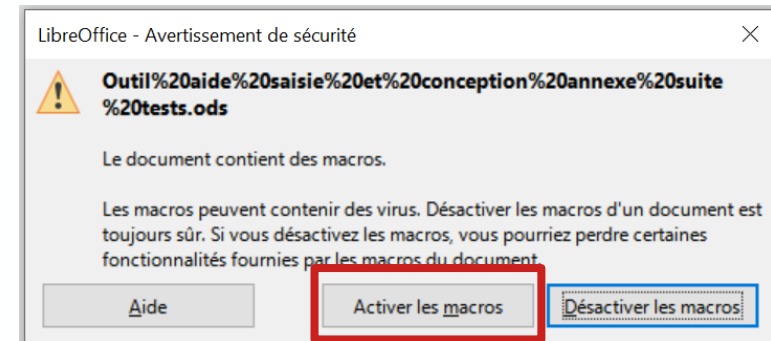 LibreOffice - Avertissement de sécurité
Outil%20aide%20saisie%20et%20conception%20annexe%20suite
%20tests.ods
Le document contient des macros.
Les macros peuvent contenir des virus. Désactiver les macros d'un document est
toujours sûr. Si vous désactivez les macros, vous pourriez perdre certaines
fonctionnalités fournies par les macros du document.
Aide
Activer les macros
Désactiver les macros